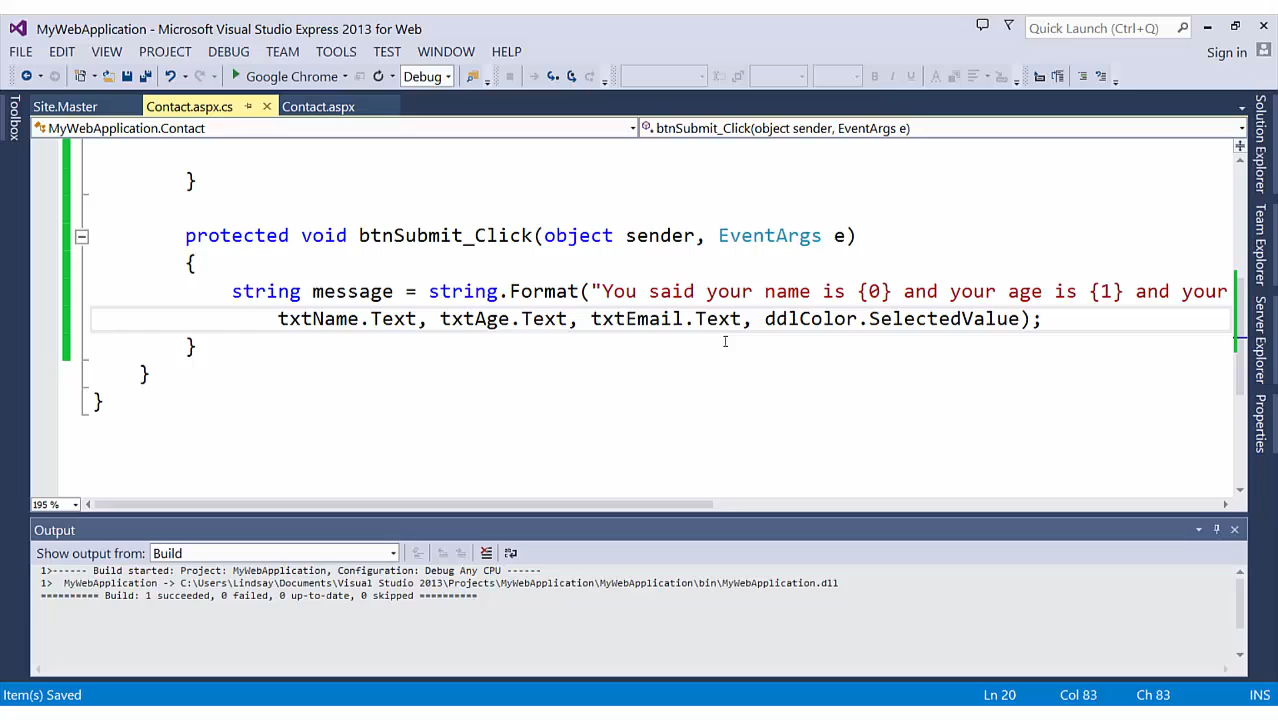 MyWebApplication - Microsoft Visual Studio Express 2013 for Web
Quick Launch (Ctrl+Q)
FILE EDIT VIEW PROJECT DEBUG TEAM TOOLS TEST WINDOW HELP
Sign in
Google Chrome
Debug
Site.Master
Contact.aspx.cs
Contact.aspx
MyWebApplication.Contact
btnSubmit_Click(object sender, EventArgs e)
}
protected void btnSubmit_Click(object sender, EventArgs e)
{
string message = string.Format("You said your name is {0} and your age is {1} and your
txtName.Text, txtAge.Text, txtEmail.Text, ddlColor.SelectedValue);
}
}
}
195 %
Toolbox
Solution Explorer
Team Explorer
Server Explorer
Properties
Output
Show output from: Build
1>------ Build started: Project: MyWebApplication, Configuration: Debug Any CPU ------
1>  MyWebApplication -> C:\Users\Lindsay\Documents\Visual Studio 2013\Projects\MyWebApplication\MyWebApplication\bin\MyWebApplication.dll
========== Build: 1 succeeded, 0 failed, 0 up-to-date, 0 skipped ==========
Item(s) Saved
Ln 20
Col 83
Ch 83
INS